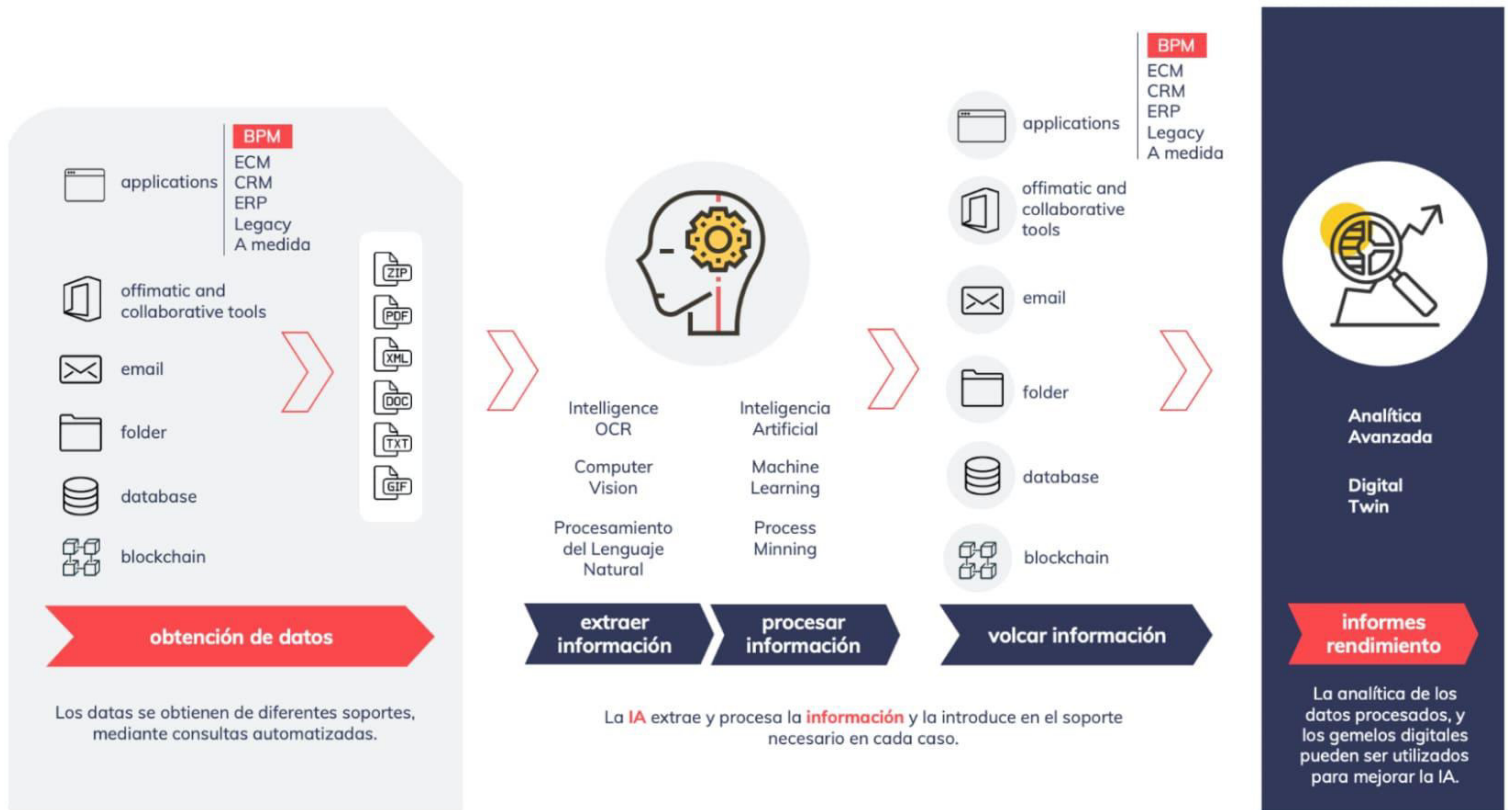 BPM
ECM
CRM
ERP
Legacy
A medida
applications
offimatic and
collaborative tools
email
folder
database
blockchain
ZIP
PDF
XML
DOC
TXT
GIF
obtención de datos
Los datas se obtienen de diferentes soportes,
mediante consultas automatizadas.
Intelligence
OCR
Computer
Vision
Procesamiento
del Lenguaje
Natural
Inteligencia
Artificial
Machine
Learning
Process
Minning
extraer
información
procesar
información
BPM
ECM
CRM
ERP
Legacy
A medida
applications
offimatic and
collaborative
tools
email
folder
database
blockchain
volcar información
La IA extrae y procesa la información y la introduce en el soporte
necesario en cada caso.
Analítica
Avanzada
Digital
Twin
informes
rendimiento
La analítica de los
datos procesados, y
los gemelos digitales
pueden ser utilizados
para mejorar la IA.